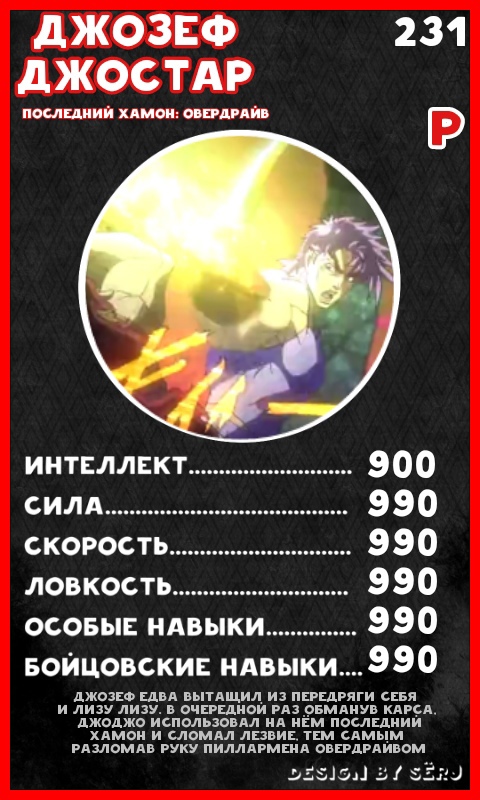 ДЖОЗЕФ
ДЖОСТАР
231
ПОСЛЕДНИЙ ХАМОН: ОВЕРДРАЙВ
Р
ИНТЕЛЛЕКТ............................ 900
СИЛА......................................... 990
СКОРОСТЬ............................... 990
ЛОВКОСТЬ.............................. 990
ОСОБЫЕ НАВЫКИ............... 990
БОЙЦОВСКИЕ НАВЫКИ.... 990
ДЖОЗЕФ ЕДВА ВЫТАЩИЛ ИЗ ПЕРЕДРЯГИ СЕБЯ
И ЛИЗУ ЛИЗУ. В ОЧЕРЕДНОЙ РАЗ ОБМАНУВ КАРСА,
ДЖОДЖО ИСПОЛЬЗОВАЛ НА НЁМ ПОСЛЕДНИЙ
ХАМОН И СЛОМАЛ ЛЕЗВИЕ, ТЕМ САМЫМ
РАЗЛОМАВ РУКУ ПИЛЛАРМЕНА ОВЕРДРАЙВОМ
DESIGN BY SЁRJ